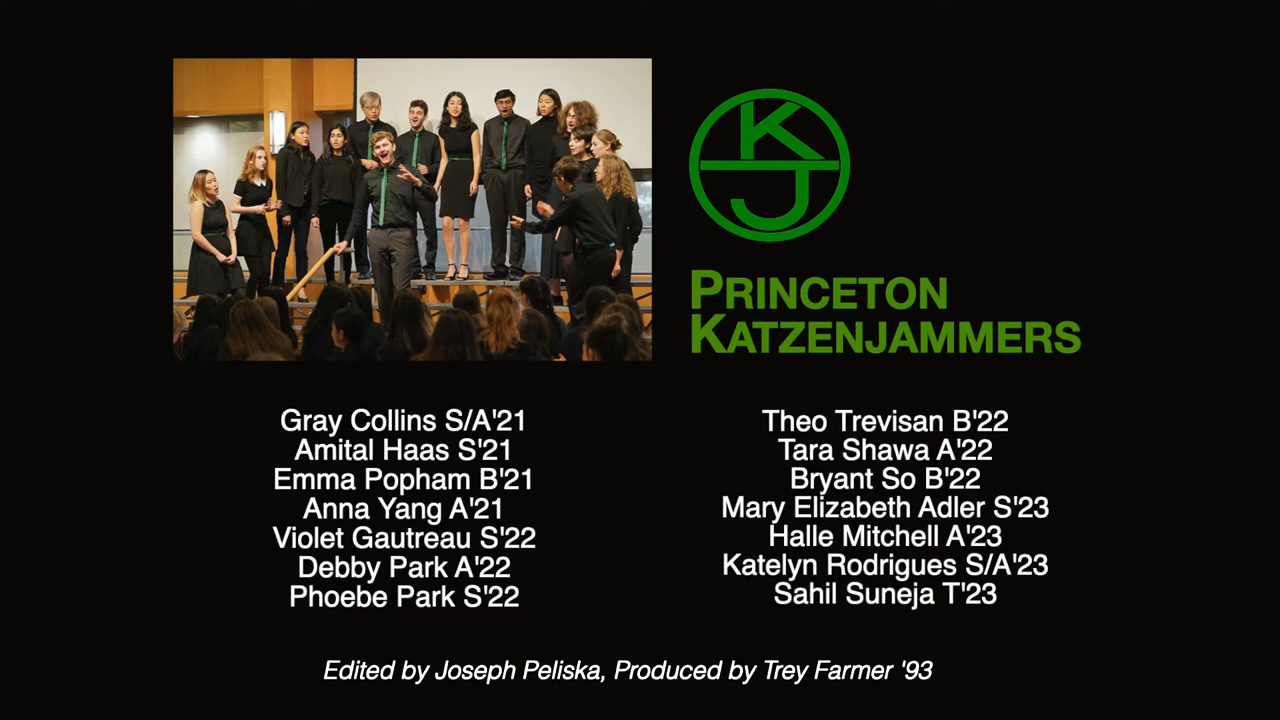 KJ
PRINCETON
KATZENJAMMERS
Gray Collins S/A'21
Amital Haas S'21
Emma Popham B'21
Anna Yang A'21
Violet Gautreau S'22
Debby Park A'22
Phoebe Park S'22
Theo Trevisan B'22
Tara Shawa A'22
Bryant So B'22
Mary Elizabeth Adler S'23
Halle Mitchell A'23
Katelyn Rodrigues S/A'23
Sahil Suneja T'23
Edited by Joseph Peliska, Produced by Trey Farmer '93